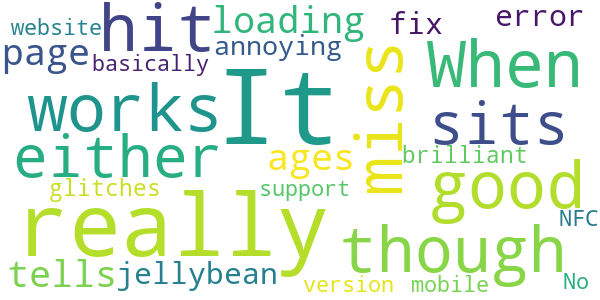 website hit loading fix error
page basically annoying When
works It miss sits
either ages brilliant
glitches support good
really though NFC
tells jellybean version mobile No